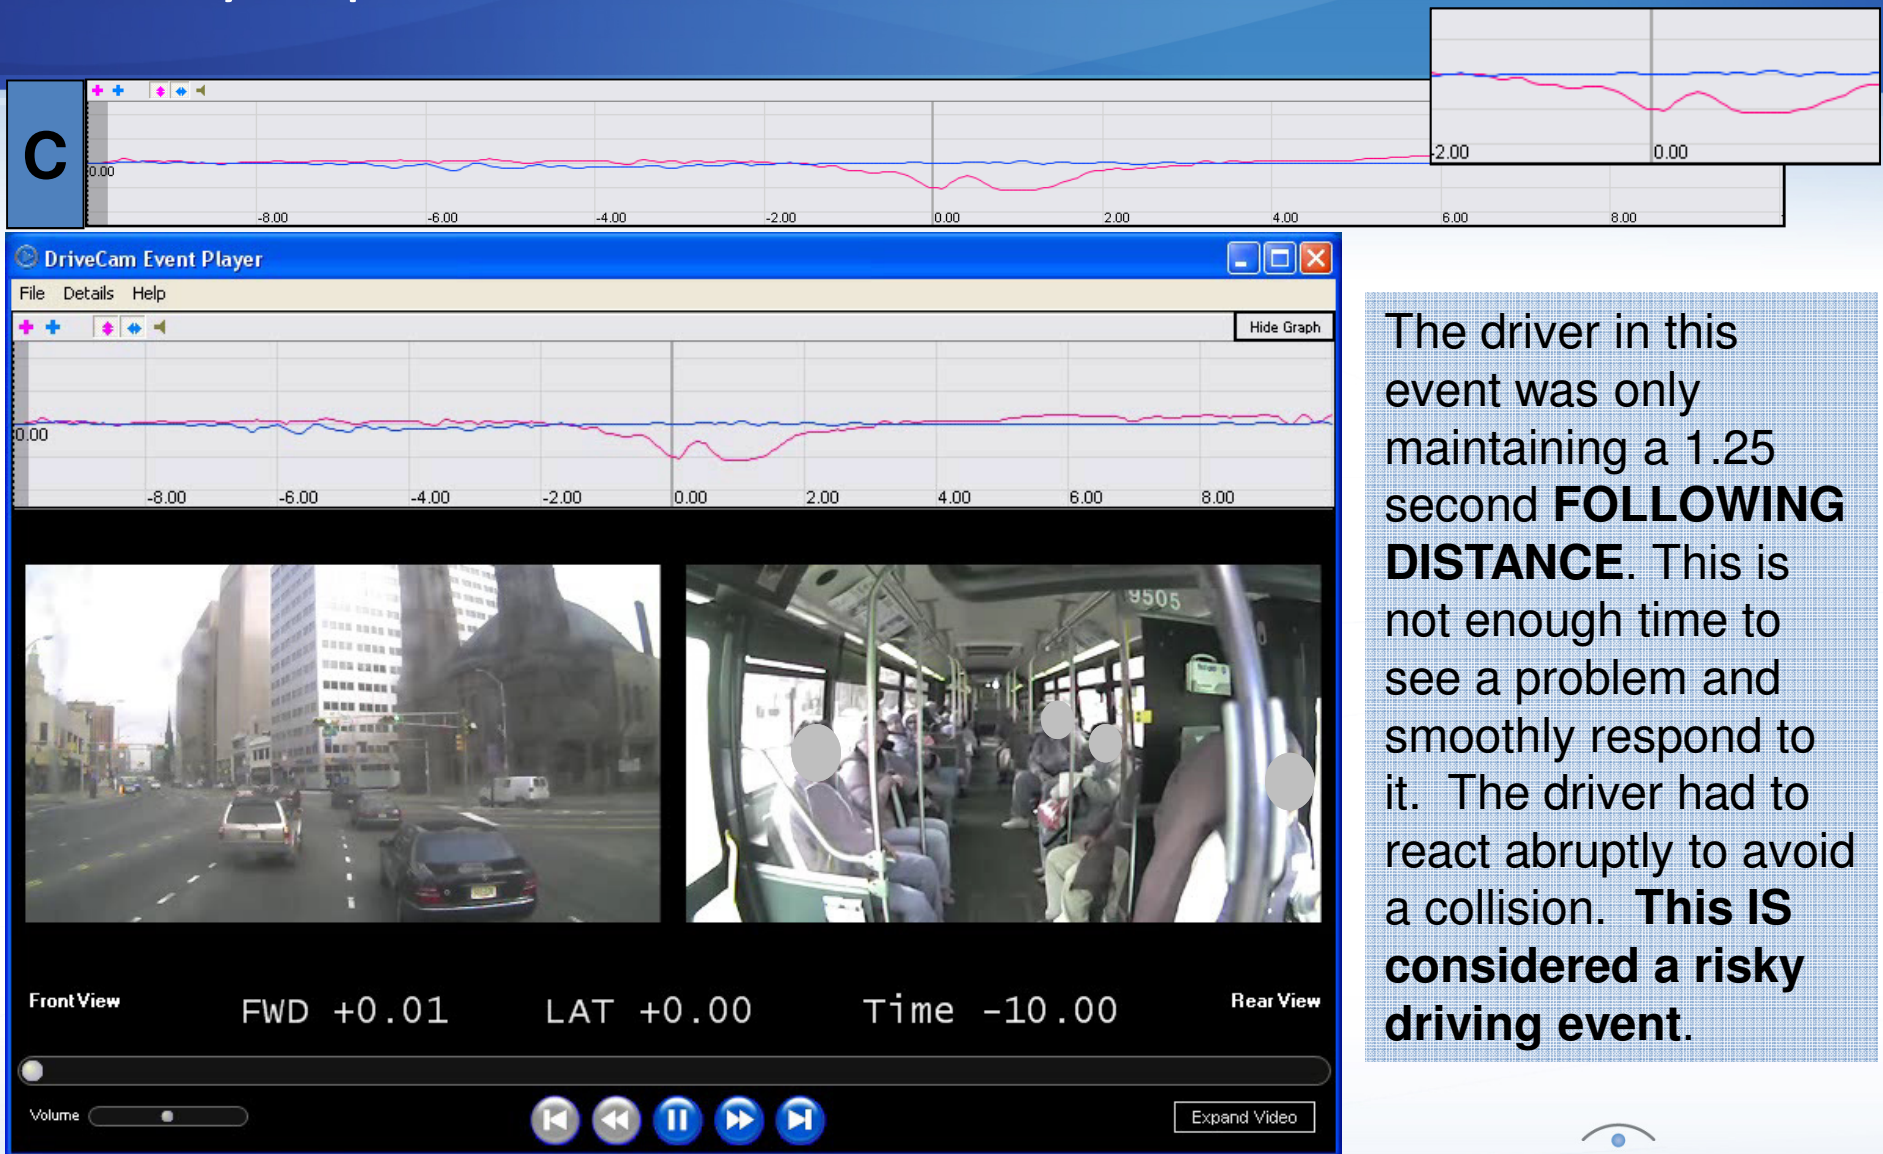 C
0.00
-8.00 -6.00 -4.00 -2.00 0.00 2.00 4.00 6.00 8.00
2.00 0.00
DriveCam Event Player
File Details Help
Hide Graph
0.00
-8.00 -6.00 -4.00 -2.00 0.00 2.00 4.00 6.00 8.00
9505
Front View FWD +0.01 LAT +0.00 Time -10.00 Rear View
Volume
Expand Video
The driver in this
event was only
maintaining a 1.25
second FOLLOWING
DISTANCE. This is
not enough time to
see a problem and
smoothly respond to
it. The driver had to
react abruptly to avoid
a collision. This IS
considered a risky
driving event.